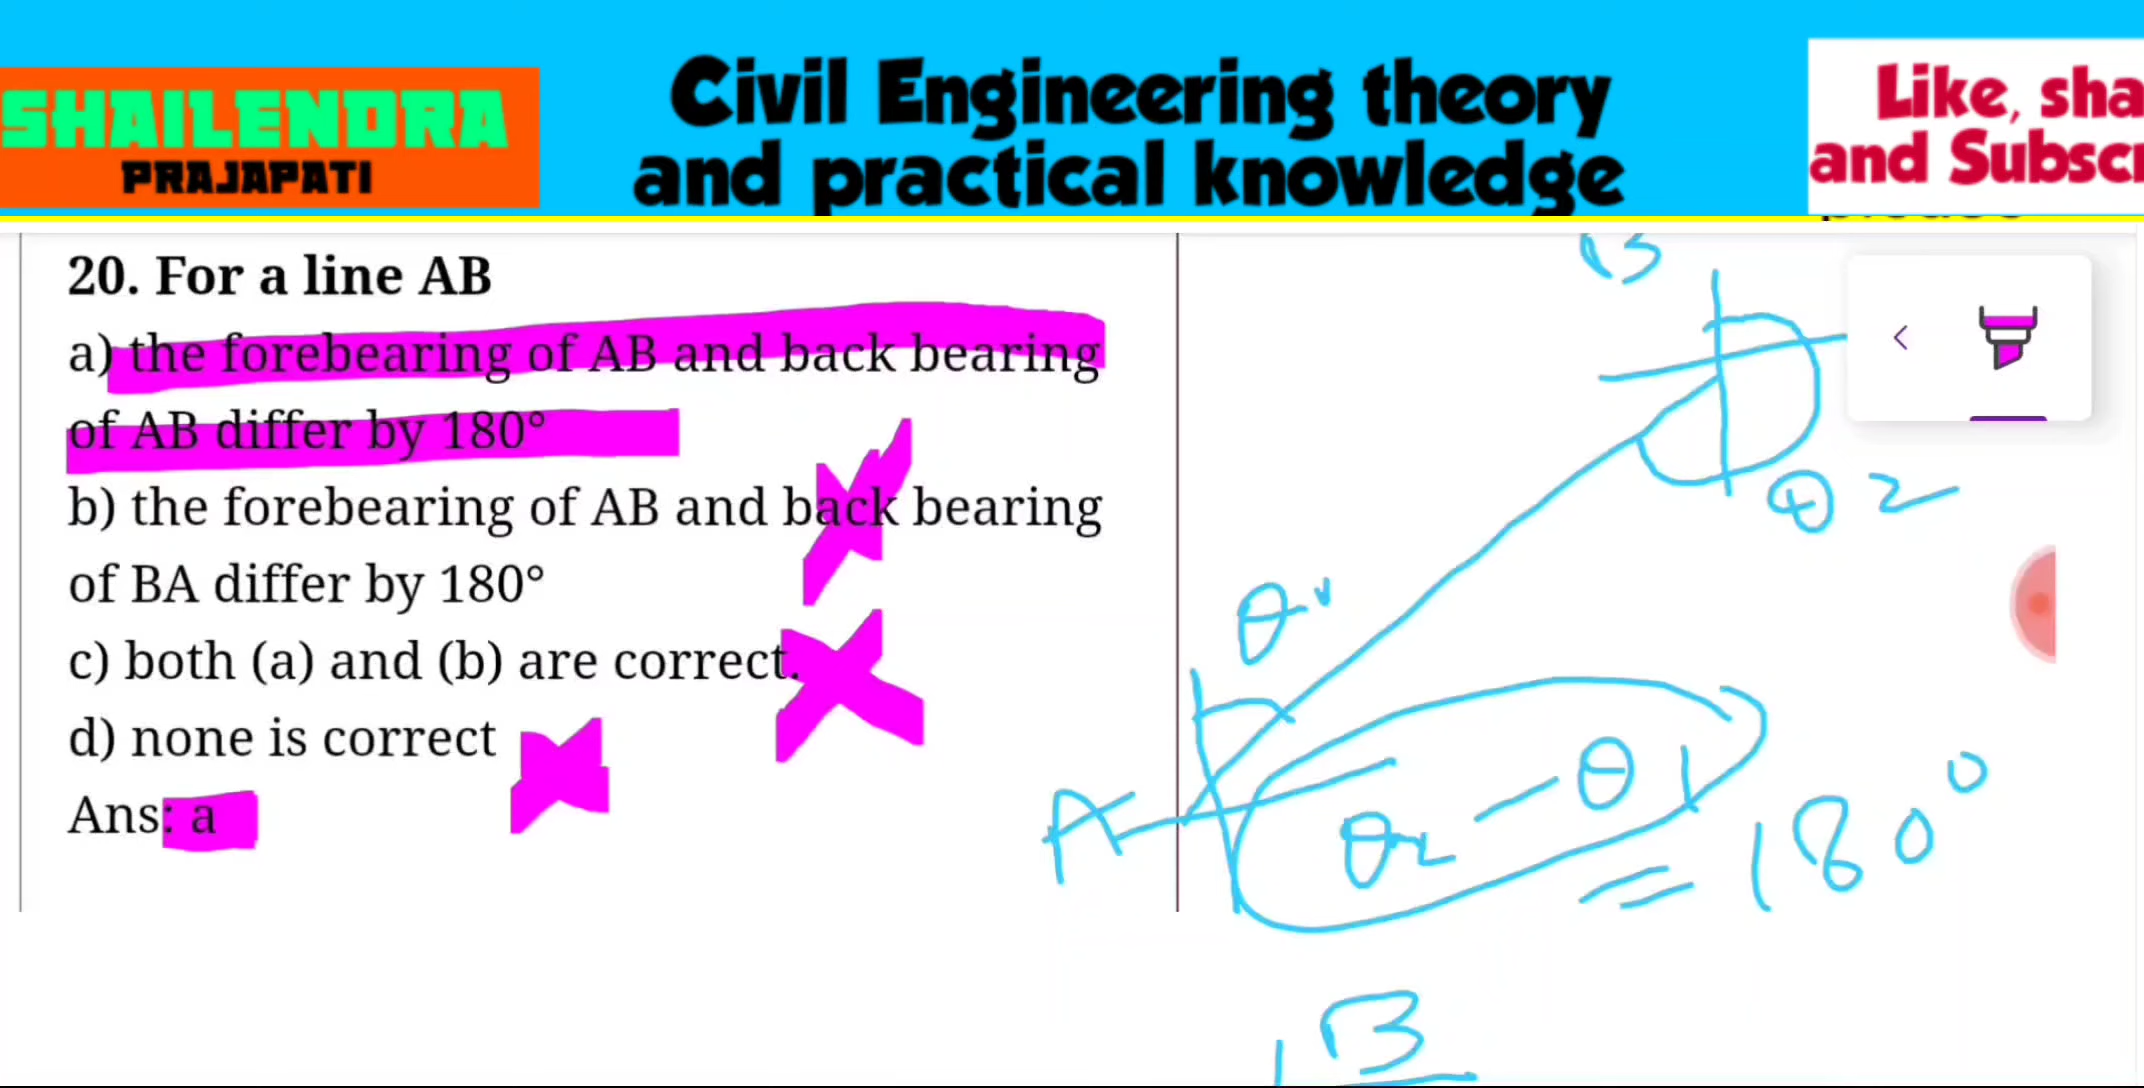 SHAILENDRA
PRAJAPATI
Civil Engineering theory
and practical knowledge
Like, sha
and Subscr
20. For a line AB
a) the forebearing of AB and back bearing
of AB differ by 180°
b) the forebearing of AB and back bearing
of BA differ by 180°
c) both (a) and (b) are correct.
d) none is correct
Ans: a
B
θ2
θ1
A
θ2 - θ1
= 180°
B